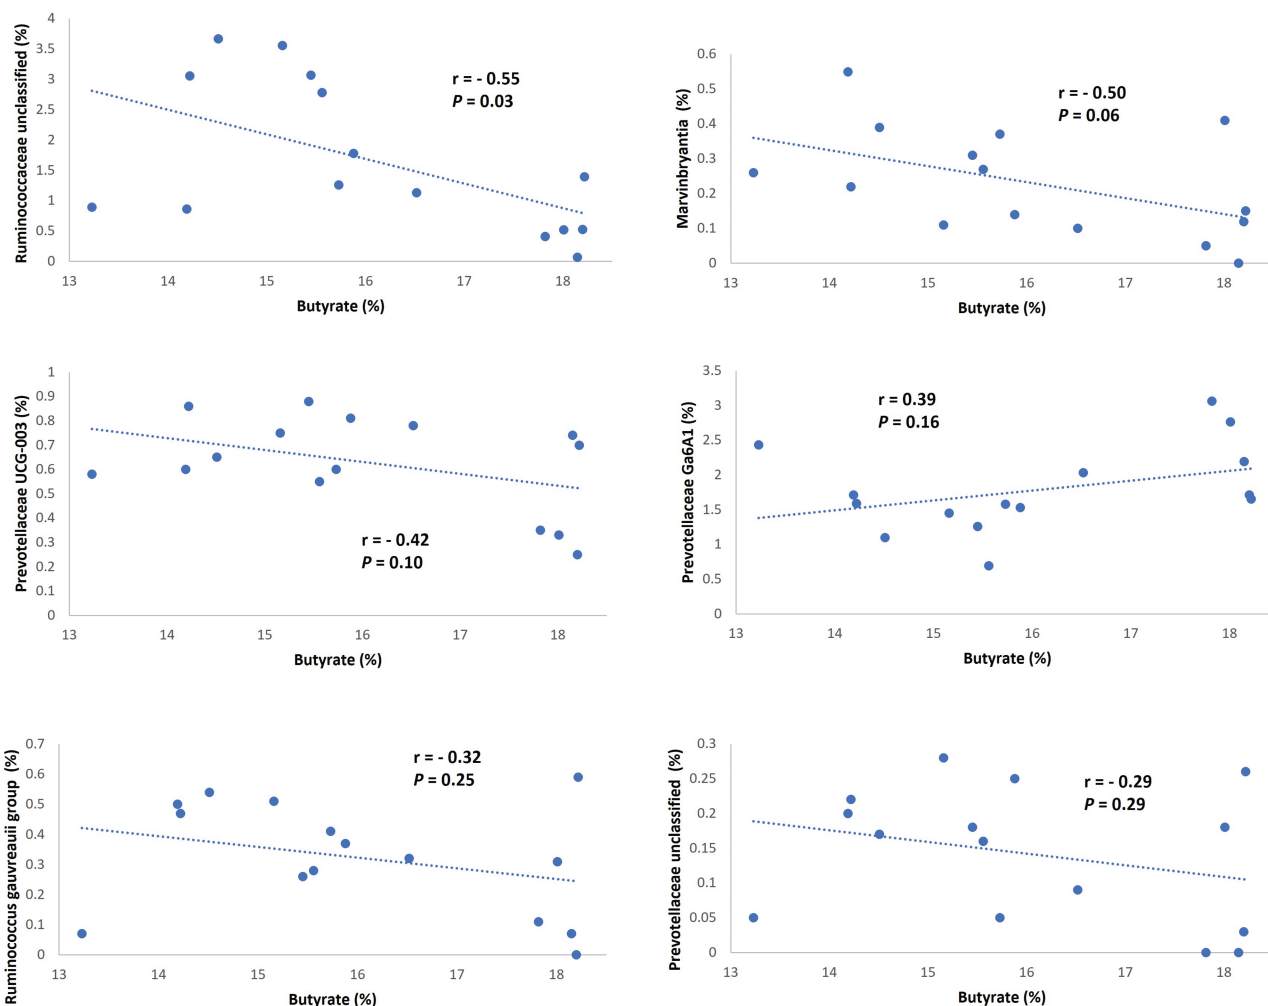 Ruminococcaceae unclassified (%)
4
3.5
3
2.5
2
1.5
1
0.5
0
r = - 0.55
P = 0.03
13 14 15 16 17 18
Butyrate (%)
Marvinbryantia (%)
0.6
0.5
0.4
0.3
0.2
0.1
0
r = - 0.50
P = 0.06
13 14 15 16 17 18
Butyrate (%)
Prevotellaceae UCG-003 (%)
1
0.9
0.8
0.7
0.6
0.5
0.4
0.3
0.2
0.1
0
r = - 0.42
P = 0.10
13 14 15 16 17 18
Butyrate (%)
Prevotellaceae Ga6A1 (%)
3.5
3
2.5
2
1.5
1
0.5
0
r = 0.39
P = 0.16
13 14 15 16 17 18
Butyrate (%)
Ruminococcus gauvreauii group (%)
0.7
0.6
0.5
0.4
0.3
0.2
0.1
0
r = - 0.32
P = 0.25
13 14 15 16 17 18
Butyrate (%)
Prevotellaceae unclassified (%)
0.3
0.25
0.2
0.15
0.1
0.05
0
r = - 0.29
P = 0.29
13 14 15 16 17 18
Butyrate (%)